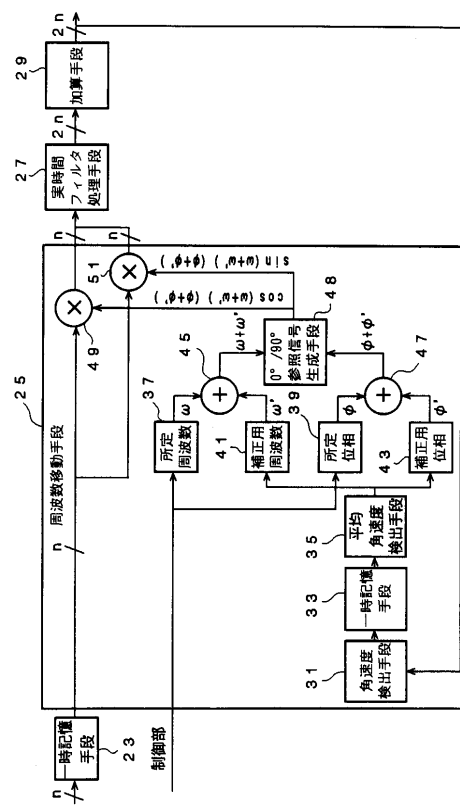 n
一時記憶
手段
23
制御部
25
周波数移動手段
n
49
51
n
n
実時間
フィルタ
処理手段
27
2n
加算手段
29
2n
cos(ω+ω')(φ+φ')
sin(ω+ω')(φ+φ')
37
所定
周波数
ω
45
ω+ω'
41
補正用
周波数
ω'
0°/90°
参照信号
生成手段
48
39
所定
位相
φ
47
φ+φ'
43
補正用
位相
φ'
31
角速度
検出手段
33
一時記憶
手段
35
平均
角速度
検出手段